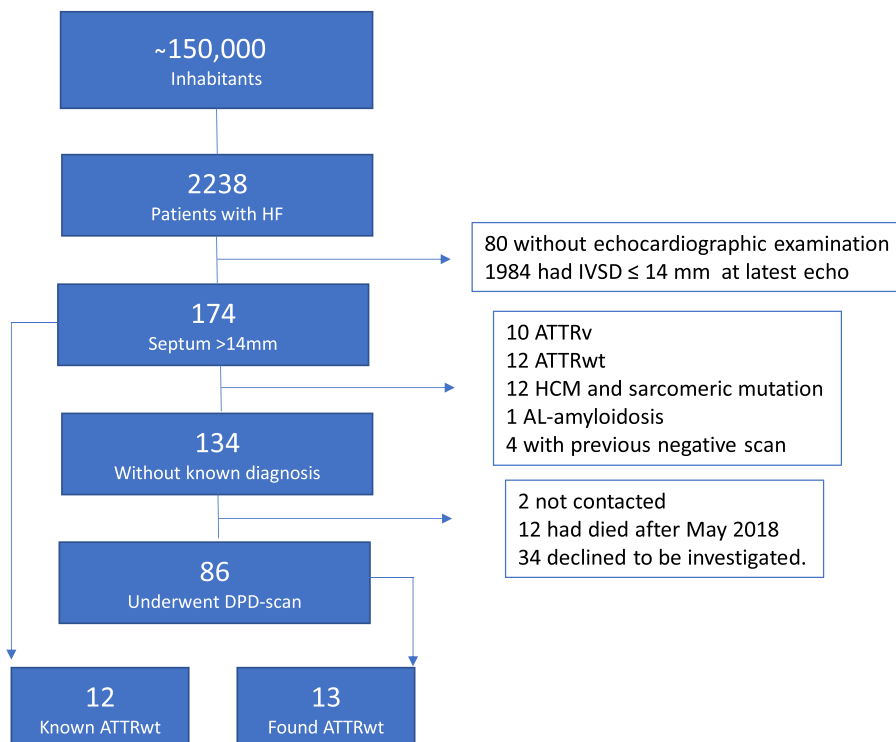 ~150,000
Inhabitants
2238
Patients with HF
80 without echocardiographic examination
1984 had IVSD ≤ 14 mm at latest echo
174
Septum >14mm
10 ATTRv
12 ATTRwt
12 HCM and sarcomeric mutation
1 AL-amyloidosis
4 with previous negative scan
134
Without known diagnosis
2 not contacted
12 had died after May 2018
34 declined to be investigated.
86
Underwent DPD-scan
12
Known ATTRwt
13
Found ATTRwt